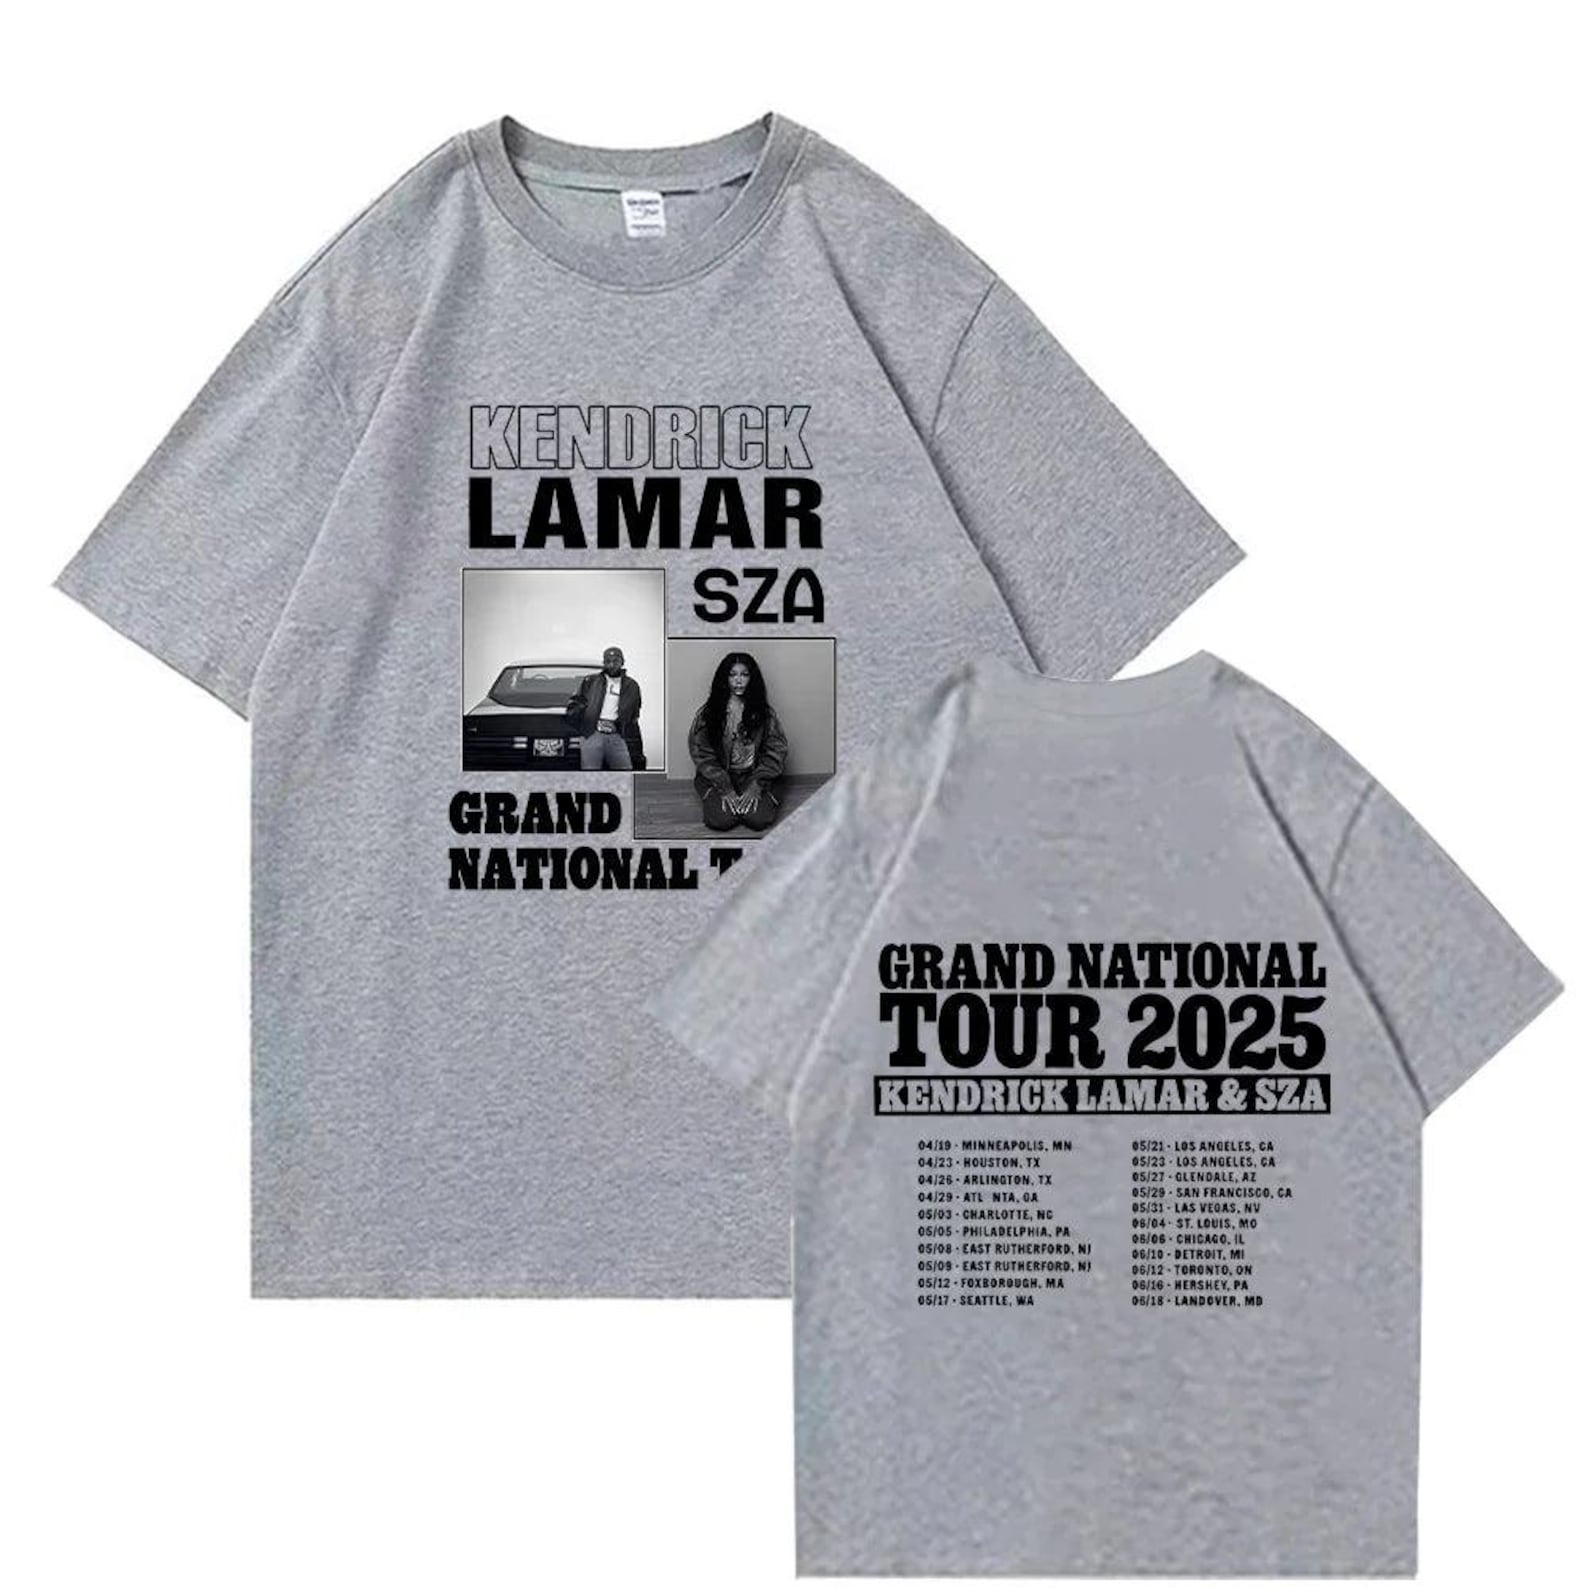 KENDRICK
LAMAR
SZA
GRAND
NATIONAL T
GRAND NATIONAL
TOUR 2025
KENDRICK LAMAR & SZA
04/19 - MINNEAPOLIS, MN
04/23 - HOUSTON, TX
04/26 - ARLINGTON, TX
04/29 - ATL NTA, GA
05/03 - CHARLOTTE, NC
05/05 - PHILADELPHIA, PA
05/08 - EAST RUTHERFORD, NJ
05/09 - EAST RUTHERFORD, NJ
05/12 - FOXBOROUGH, MA
05/17 - SEATTLE, WA
05/21 - LOS ANGELES, CA
05/23 - LOS ANGELES, CA
05/27 - GLENDALE, AZ
05/29 - SAN FRANCISCO, CA
05/31 - LAS VEGAS, NV
06/04 - ST. LOUIS, MO
06/06 - CHICAGO, IL
06/10 - DETROIT, MI
06/12 - TORONTO, ON
06/16 - HERSHEY, PA
06/18 - LANDOVER, MD